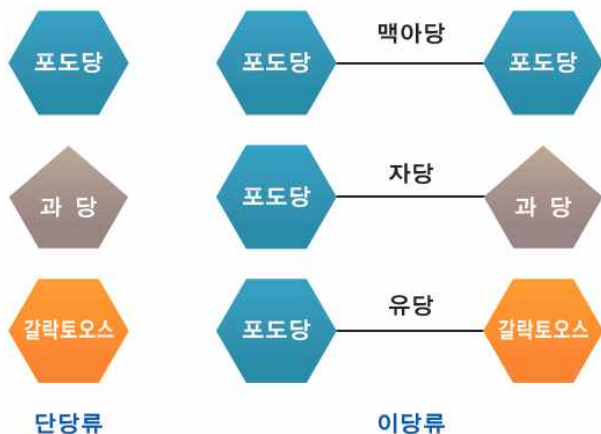 맥아당
포도당 포도당 포도당
자당
과 당 포도당 과 당
유당
갈락토오스 포도당 갈락토오스
단당류 이당류